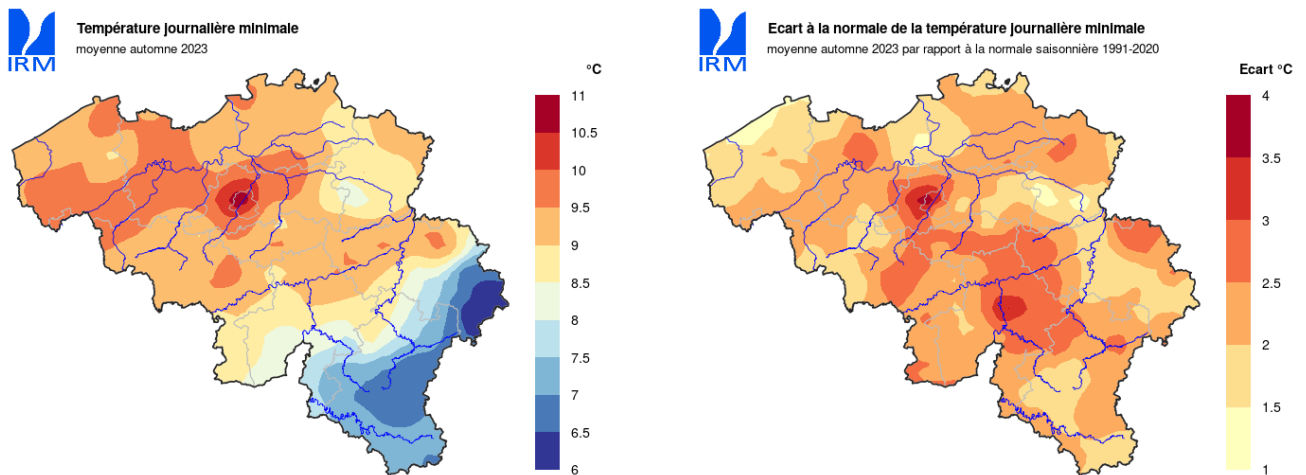 Température journalière minimale
moyenne automne 2023
IRM
°C
11
10.5
10
9.5
9
8.5
8
7.5
7
6.5
6
Ecart à la normale de la température journalière minimale
moyenne automne 2023 par rapport à la normale saisonnière 1991-2020
IRM
Ecart °C
4
3.5
3
2.5
2
1.5
1